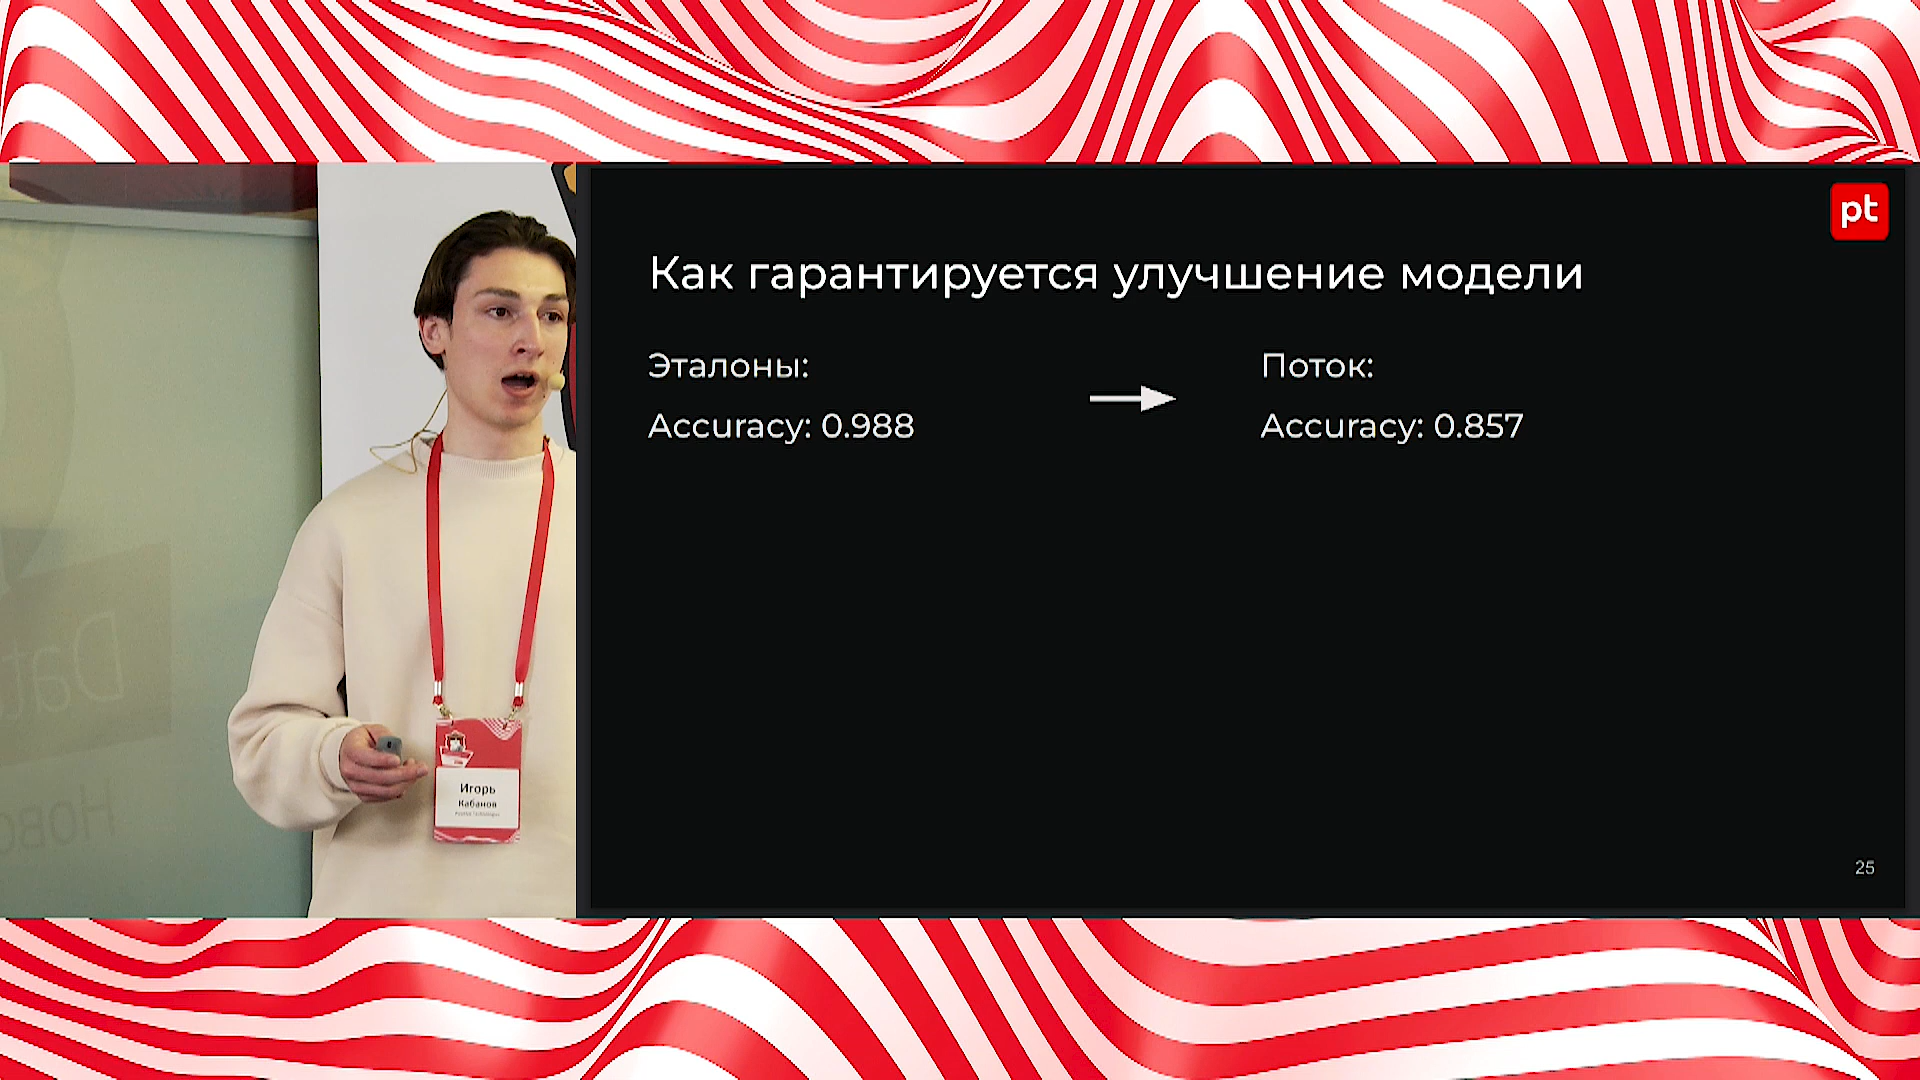 pt
Как гарантируется улучшение модели
Эталоны:
Accuracy: 0.988
Поток:
Accuracy: 0.857
25
Игорь
Кабанов